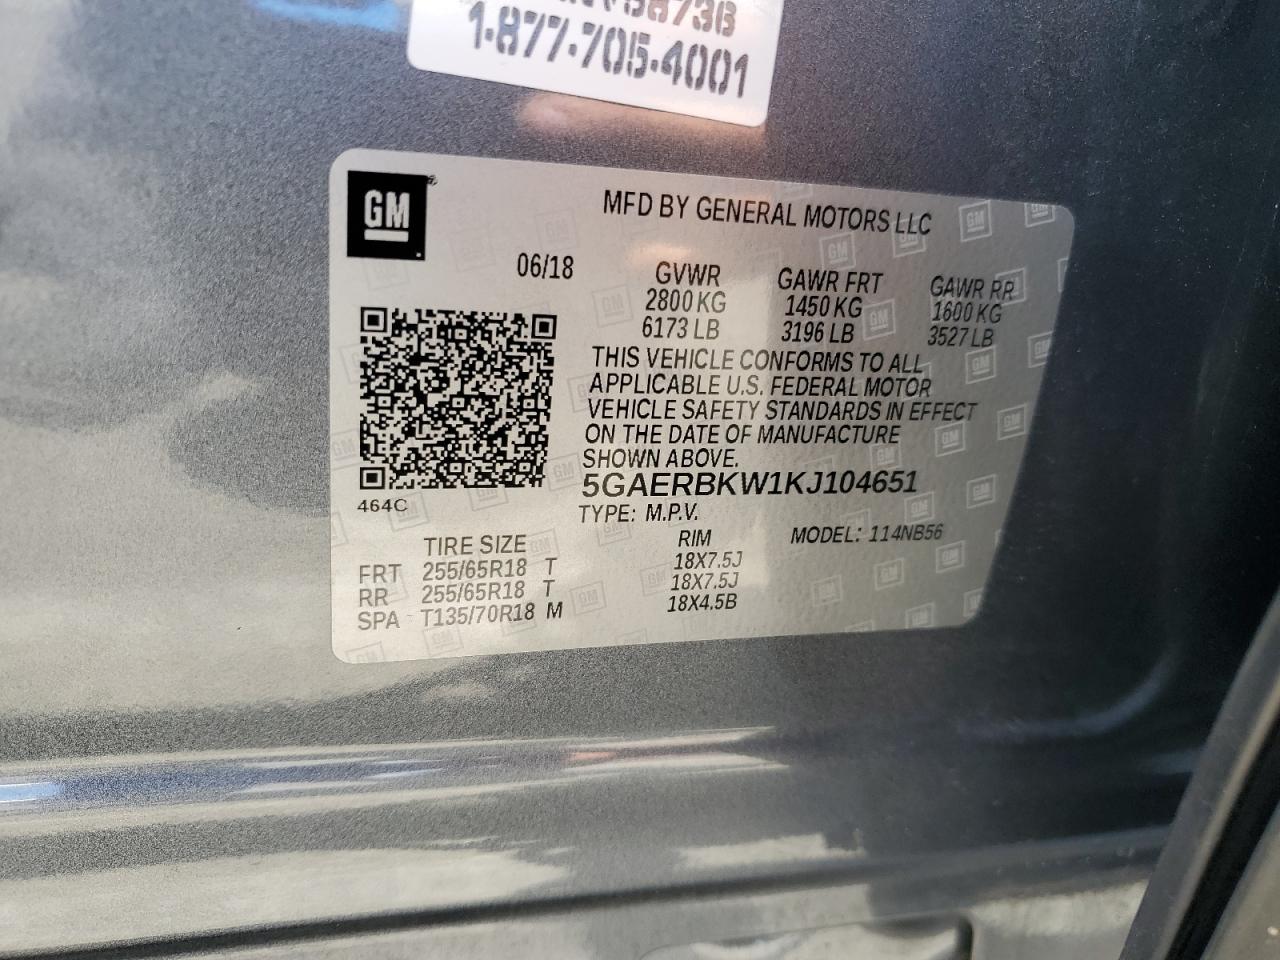 1-877-705-4001
GM
MFD BY GENERAL MOTORS LLC
06/18
GVWR GAWR FRT GAWR RR
2800 KG 1450 KG 1600 KG
6173 LB 3196 LB 3527 LB
THIS VEHICLE CONFORMS TO ALL
APPLICABLE U.S. FEDERAL MOTOR
VEHICLE SAFETY STANDARDS IN EFFECT
ON THE DATE OF MANUFACTURE
SHOWN ABOVE.
5GAERBKW1KJ104651
464C
TYPE: M.P.V. MODEL: 114NB56
TIRE SIZE RIM
FRT 255/65R18 T 18X7.5J
RR 255/65R18 T 18X7.5J
SPA T135/70R18 M 18X4.5B